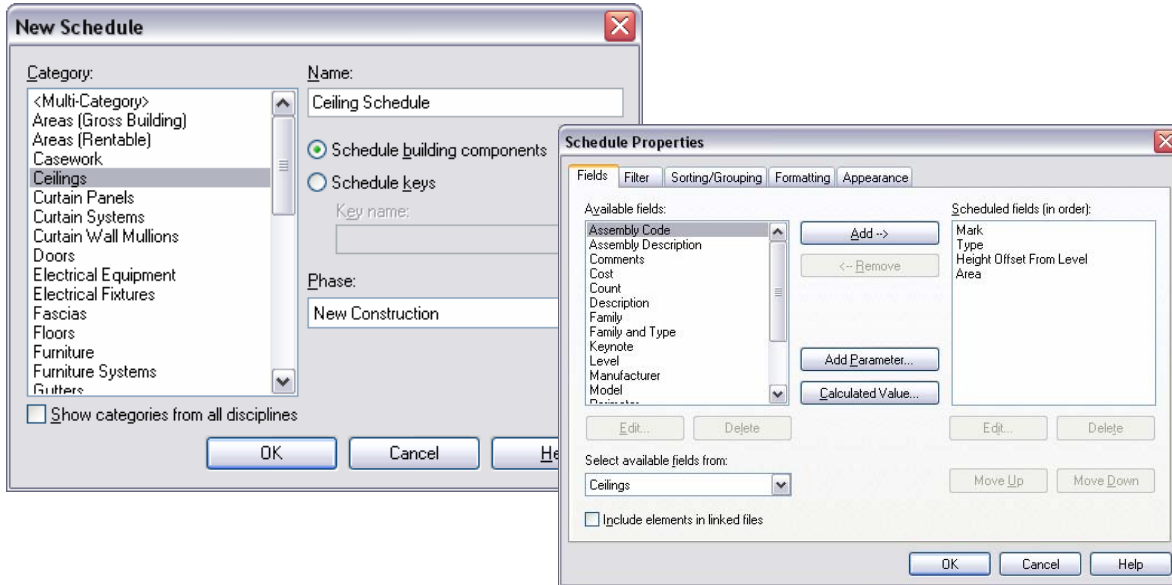 New Schedule
Category:
<Multi-Category>
Areas (Gross Building)
Areas (Rentable)
Casework
Ceilings
Curtain Panels
Curtain Systems
Curtain Wall Mullions
Doors
Electrical Equipment
Electrical Fixtures
Fascias
Floors
Furniture
Furniture Systems
Gutters
Show categories from all disciplines
Name:
Ceiling Schedule
Schedule building components
Schedule keys
Key name:
Phase:
New Construction
OK
Cancel
He
Schedule Properties
Fields
Filter
Sorting/Grouping
Formatting
Appearance
Available fields:
Assembly Code
Assembly Description
Comments
Cost
Count
Description
Family
Family and Type
Keynote
Level
Manufacturer
Model
Perimeter
Add -->
<-- Remove
Add Parameter...
Calculated Value...
Scheduled fields (in order):
Mark
Type
Height Offset From Level
Area
Edit...
Delete
Edit...
Delete
Select available fields from:
Ceilings
Move Up
Move Down
Include elements in linked files
OK
Cancel
Help